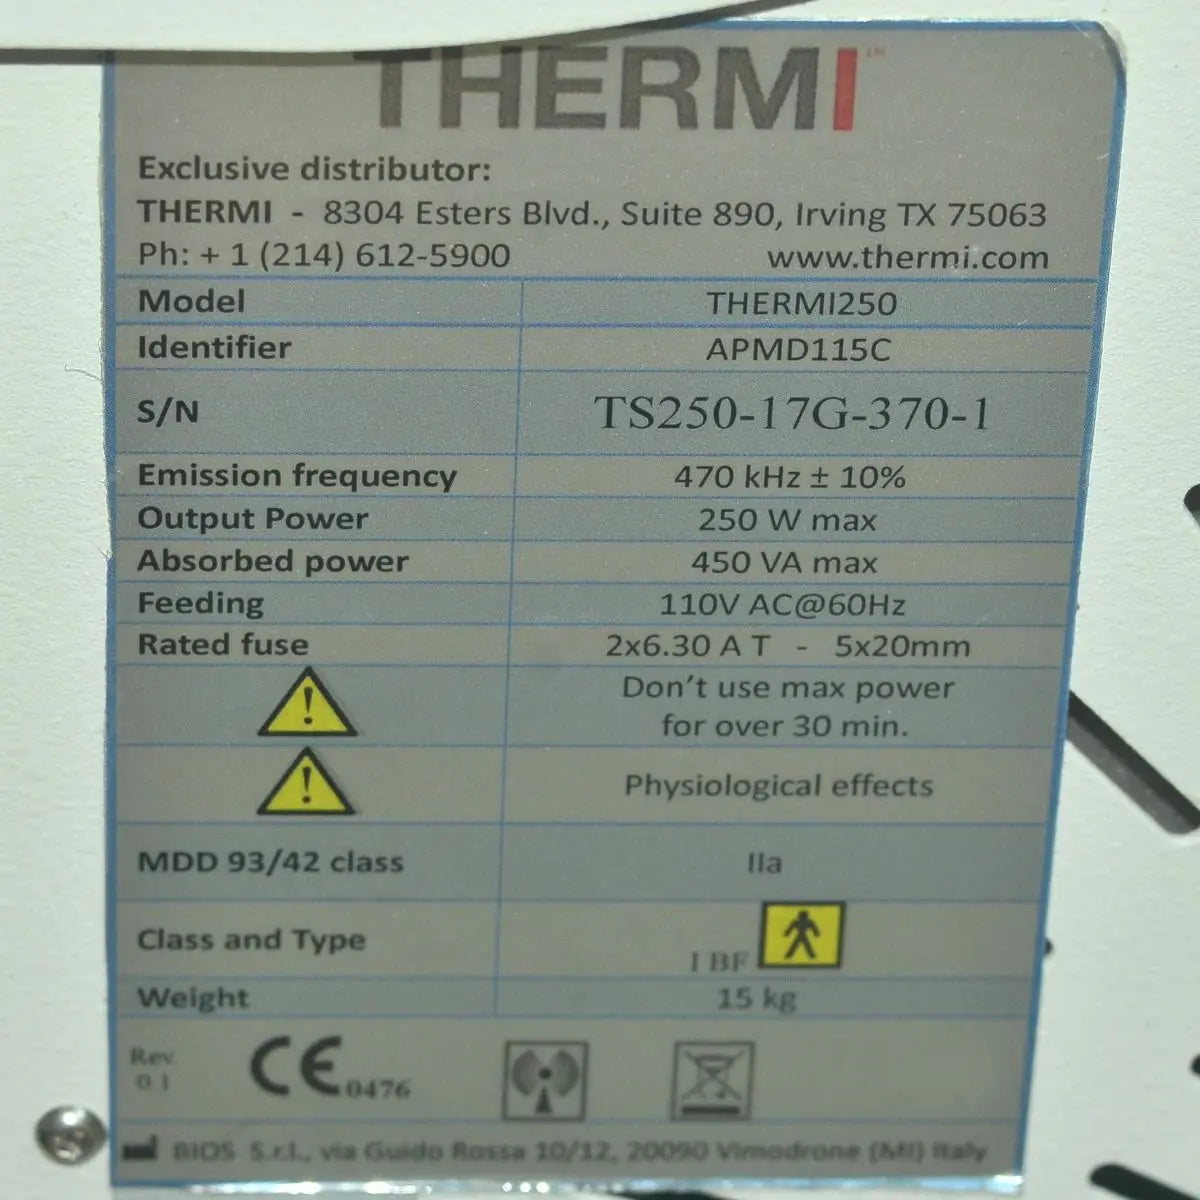 THERMI™
Exclusive distributor:
THERMI - 8304 Esters Blvd., Suite 890, Irving TX 75063
Ph: + 1 (214) 612-5900 www.thermi.com
Model THERMI250
Identifier APMD115C
S/N TS250-17G-370-1
Emission frequency 470 kHz ± 10%
Output Power 250 W max
Absorbed power 450 VA max
Feeding 110V AC@60Hz
Rated fuse 2x6.30 A T - 5x20mm
Don't use max power
for over 30 min.
Physiological effects
MDD 93/42 class IIa
Class and Type I BF
Weight 15 kg
Rev.
0.1
CE 0476
BIOS S.r.l., via Guido Rossa 10/12, 20090 Vimodrone (MI) Italy